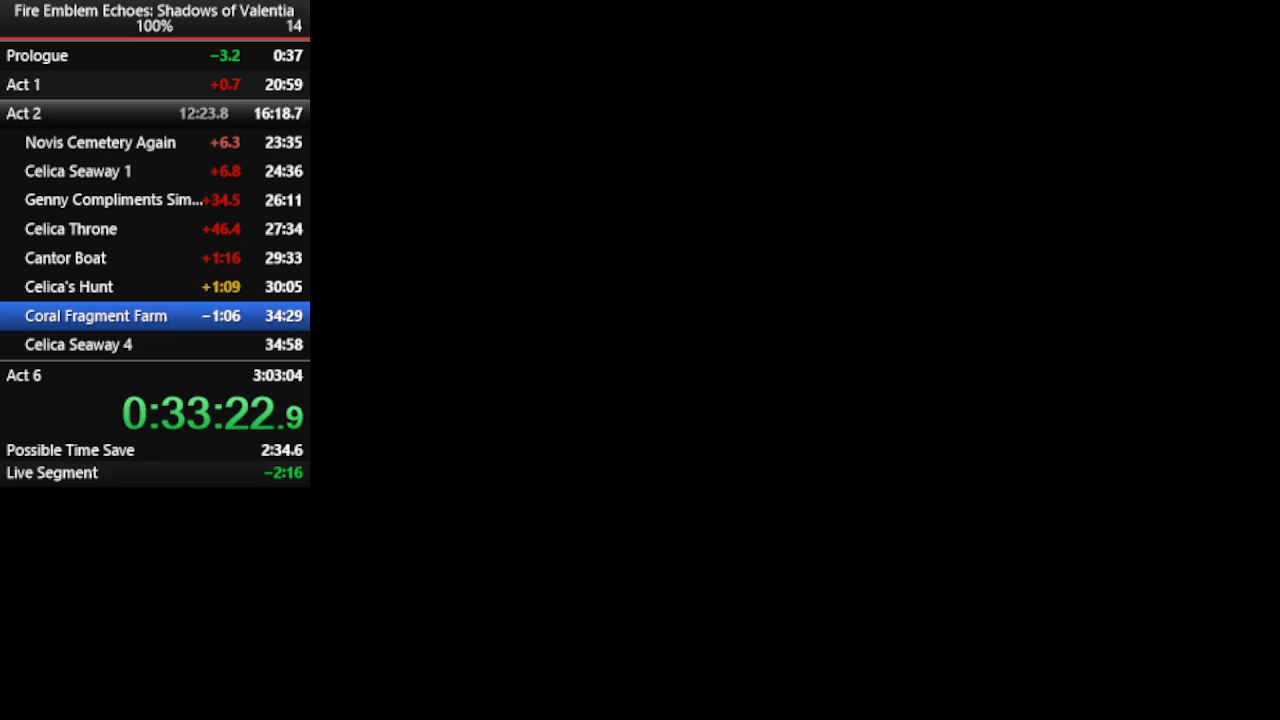 Fire Emblem Echoes: Shadows of Valentia
100% 14
Prologue −3.2 0:37
Act 1 +0.7 20:59
Act 2 12:23.8 16:18.7
Novis Cemetery Again +6.3 23:35
Celica Seaway 1 +6.8 24:36
Genny Compliments Sim... +34.5 26:11
Celica Throne +46.4 27:34
Cantor Boat +1:16 29:33
Celica's Hunt +1:09 30:05
Coral Fragment Farm −1:06 34:29
Celica Seaway 4 34:58
Act 6 3:03:04
0:33:22.9
Possible Time Save 2:34.6
Live Segment −2:16